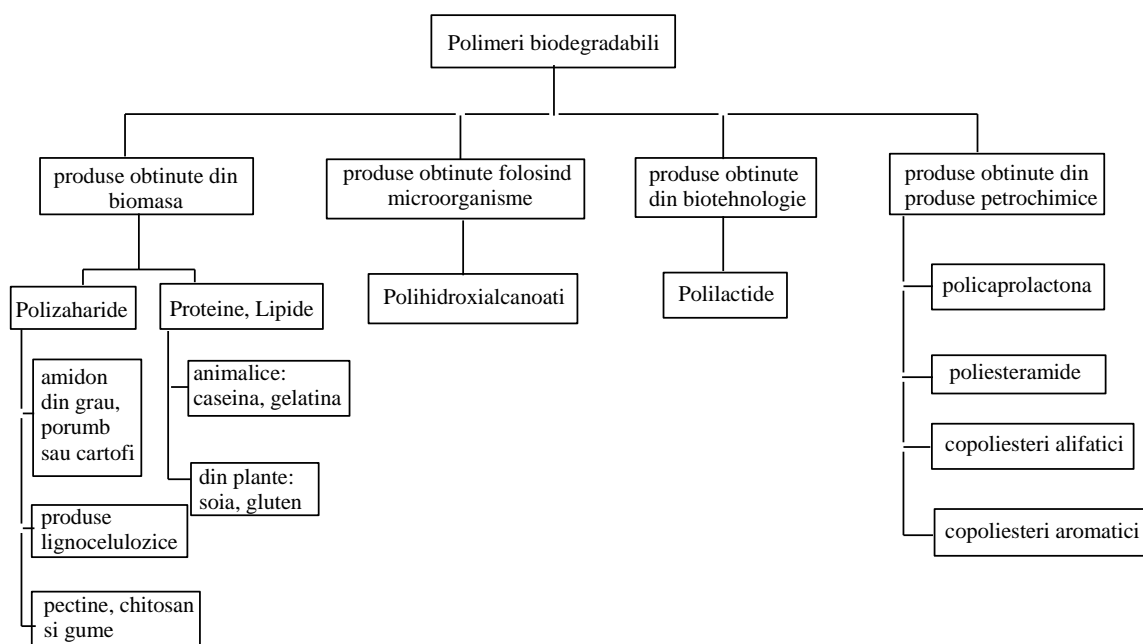 Polimeri biodegradabili
produse obtinute din
biomasa
produse obtinute folosind
microorganisme
produse obtinute
din biotehnologie
produse obtinute din
produse petrochimice
Polizaharide
Proteine, Lipide
Polihidroxialcanoati
Polilactide
policaprolactona
amidon
din grau,
porumb
sau cartofi
animalice:
caseina, gelatina
poliesteramide
din plante:
soia, gluten
copoliesteri alifatici
produse
lignocelulozice
copoliesteri aromatici
pectine, chitosan
si gume